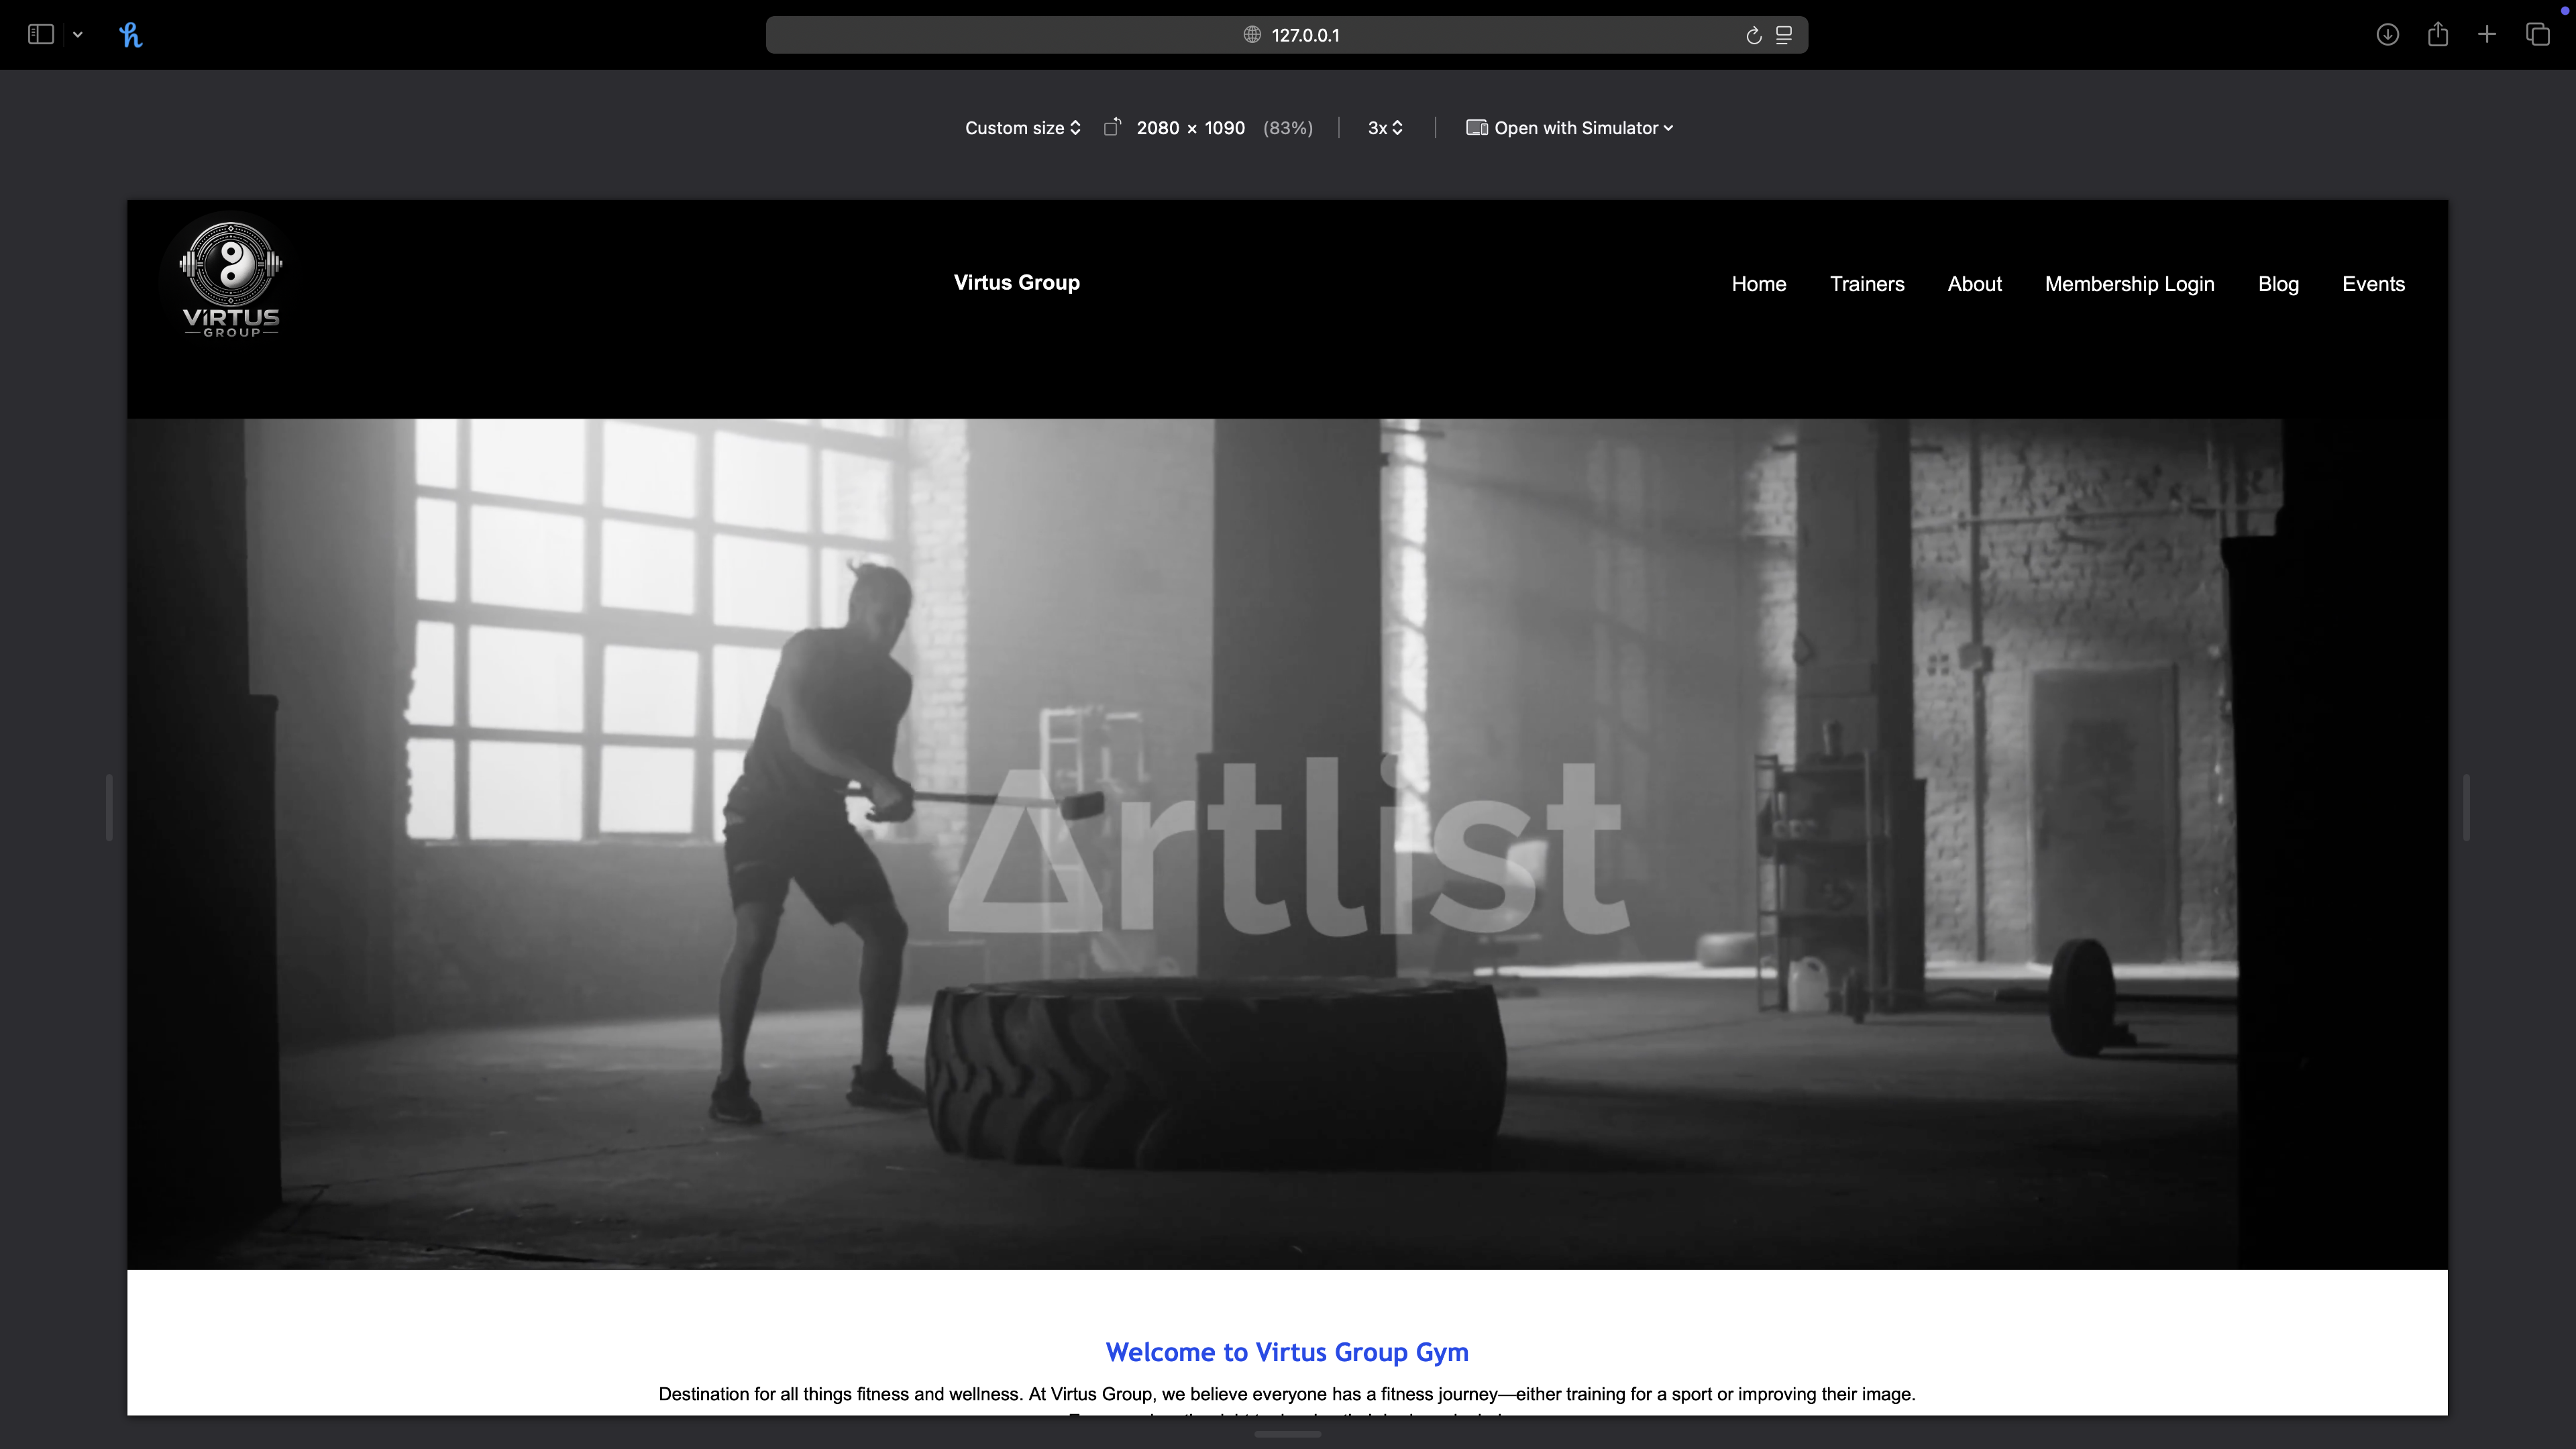 127.0.0.1
Custom size 2080 × 1090 (83%) 3x Open with Simulator
VIRTUS
GROUP
Virtus Group
Home Trainers About Membership Login Blog Events
Artlist
Welcome to Virtus Group Gym
Destination for all things fitness and wellness. At Virtus Group, we believe everyone has a fitness journey—either training for a sport or improving their image.